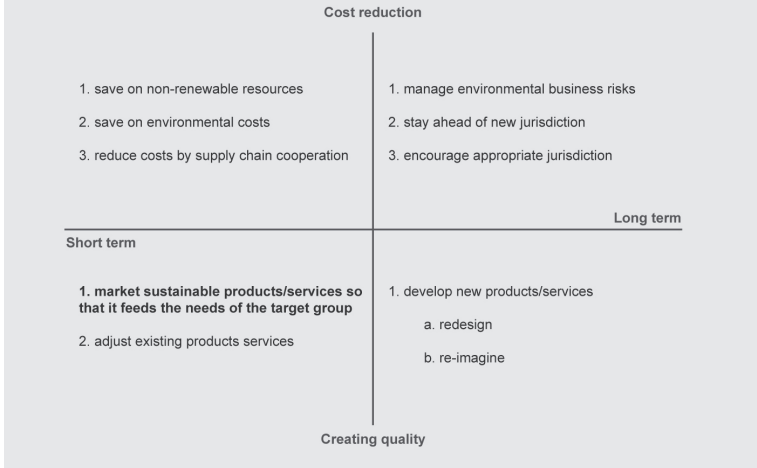 Cost reduction
1. save on non-renewable resources
2. save on environmental costs
3. reduce costs by supply chain cooperation
1. manage environmental business risks
2. stay ahead of new jurisdiction
3. encourage appropriate jurisdiction
Long term
Short term
1. market sustainable products/services so
that it feeds the needs of the target group
2. adjust existing products services
1. develop new products/services
a. redesign
b. re-imagine
Creating quality